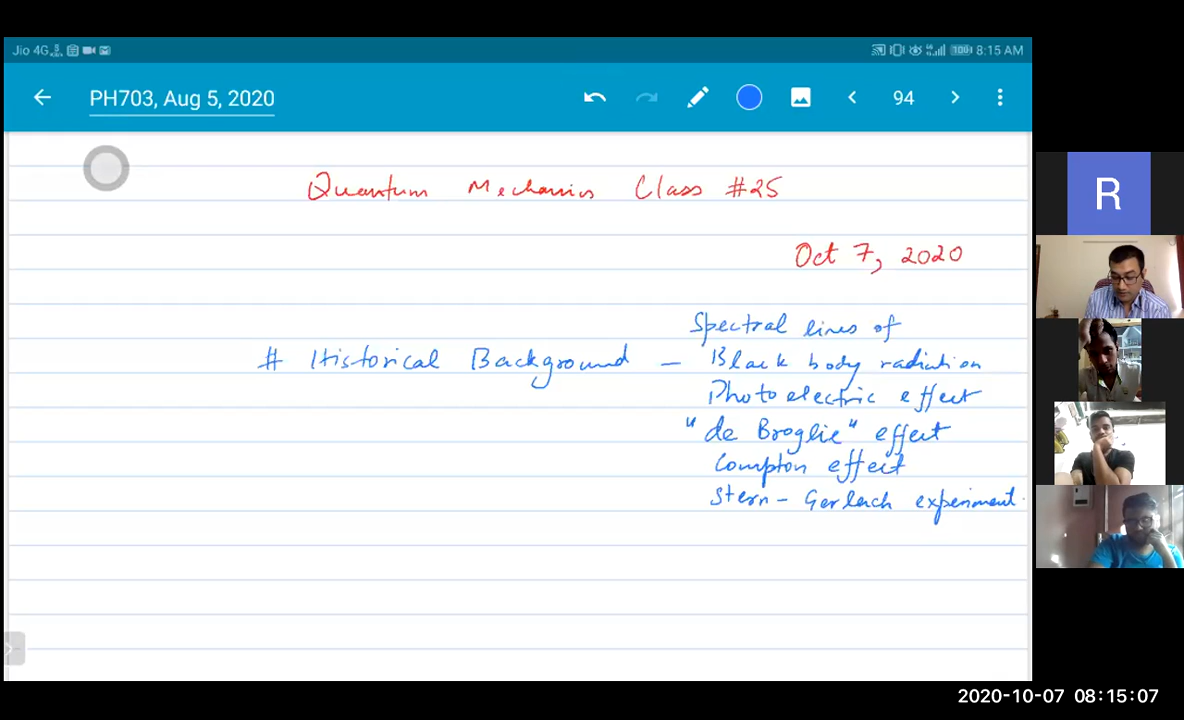 Jio 4G 8:15 AM
PH703, Aug 5, 2020 94
Quantum Mechanics Class #25
Oct 7, 2020
Spectral lines of
# Historical Background — Black body radiation
Photoelectric effect
"de Broglie" effect
Compton effect
Stern-Gerlach experiment.
R
2020-10-07 08:15:07